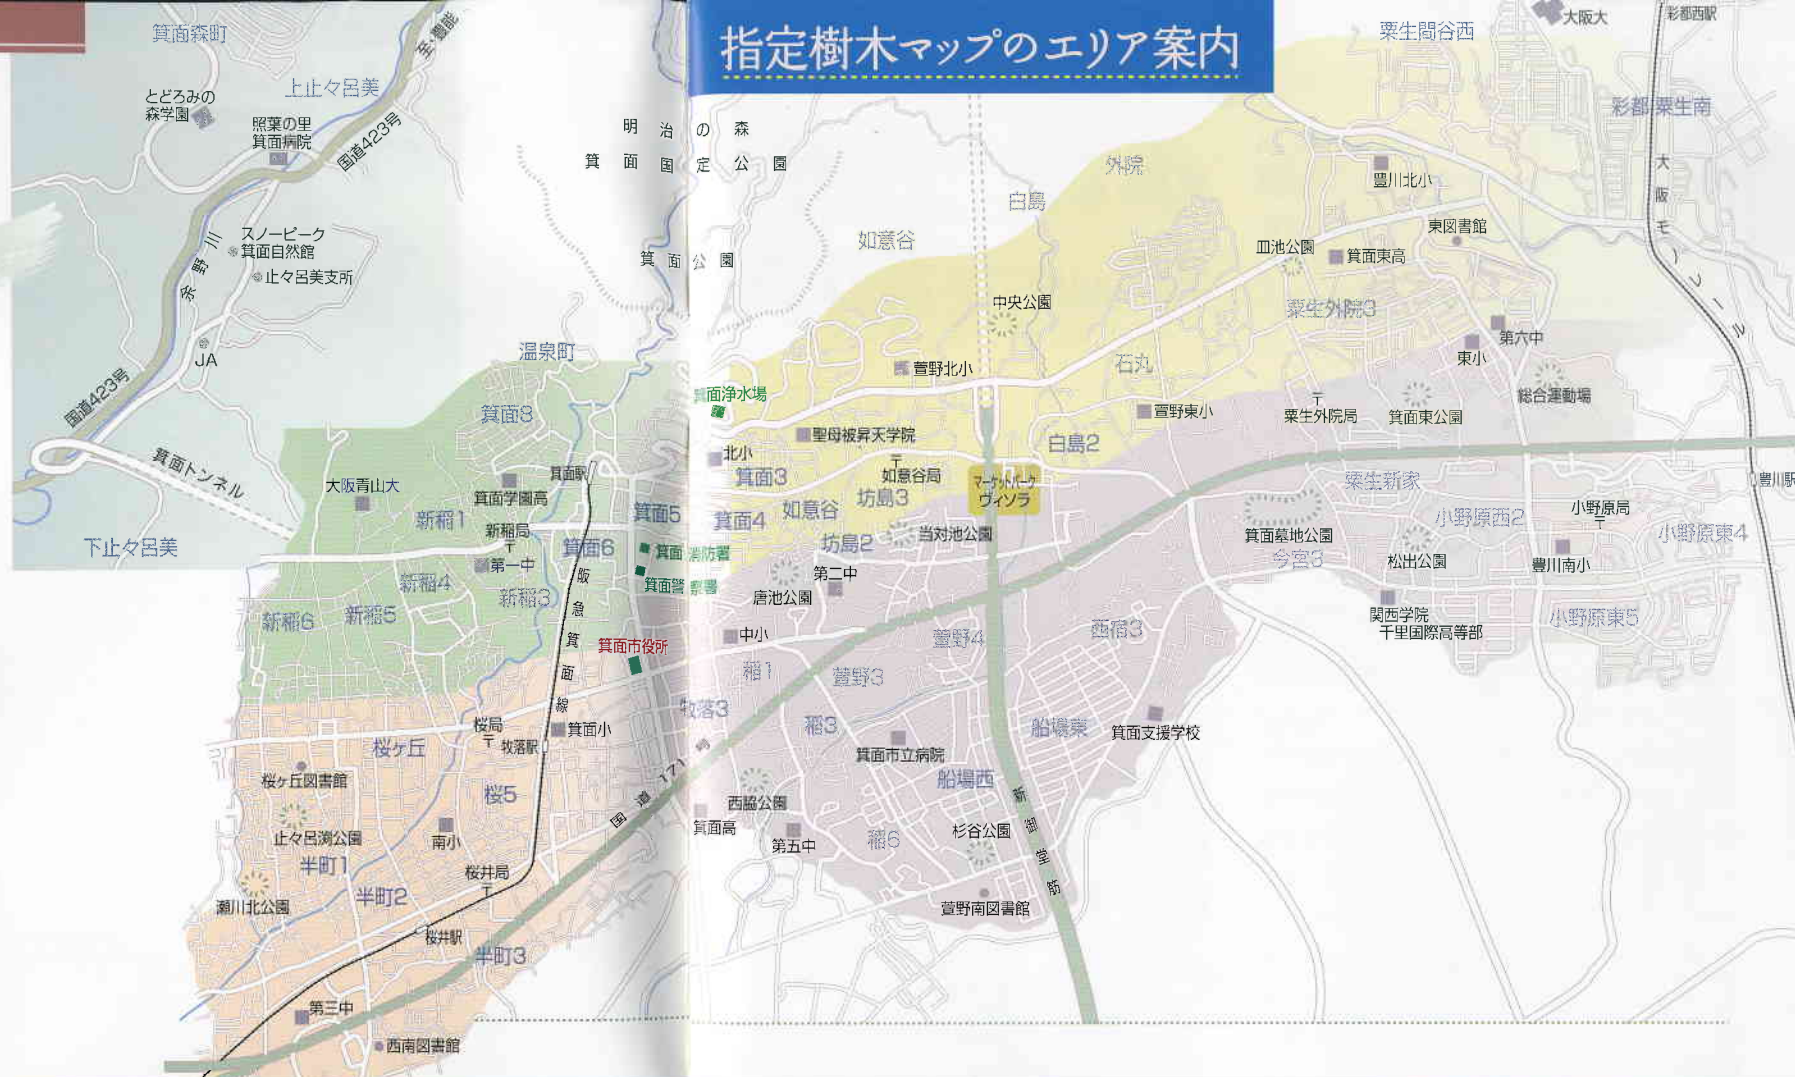 指定樹木マップのエリア案内
箕面森町
上止々呂美
至・豊能
とどろみの
森学園
照葉の里
箕面病院
国道423号
余野川
スノーピーク
箕面自然館
止々呂美支所
JA
国道423号
箕面トンネル
下止々呂美
明治の森
箕面国定公園
箕面公園
粟生間谷西
大阪大
彩都西駅
彩都粟生南
大阪モノレール
外院
白島
如意谷
豊川北小
東図書館
皿池公園
箕面東高
粟生外院3
中央公園
石丸
第六中
東小
総合運動場
萱野北小
萱野東小
粟生外院局
箕面東公園
温泉町
箕面8
箕面浄水場
聖母被昇天学院
白島2
北小
箕面3
如意谷局
マーケットパーク
ヴィソラ
坊島3
如意谷
箕面4
箕面5
箕面駅
箕面学園高
大阪青山大
新稲1
新稲局
箕面6
箕面消防署
箕面警察署
第一中
新稲4
新稲3
新稲5
新稲6
阪急箕面線
箕面市役所
坊島2
当対池公園
第二中
唐池公園
中小
稲1
萱野3
萱野4
西宿3
粟生新家
小野原西2
小野原局
小野原東4
豊川駅
箕面墓地公園
今宮3
松出公園
豊川南小
関西学院
千里国際高等部
小野原東5
牧落3
稲3
箕面市立病院
船場東
船場西
箕面支援学校
国道171号
桜局
牧落駅
箕面小
桜ヶ丘
桜ヶ丘図書館
桜5
西脇公園
箕面高
第五中
稲6
杉谷公園
新御堂筋
萱野南図書館
止々呂渕公園
南小
半町1
桜井局
瀬川北公園
半町2
桜井駅
半町3
第三中
西南図書館